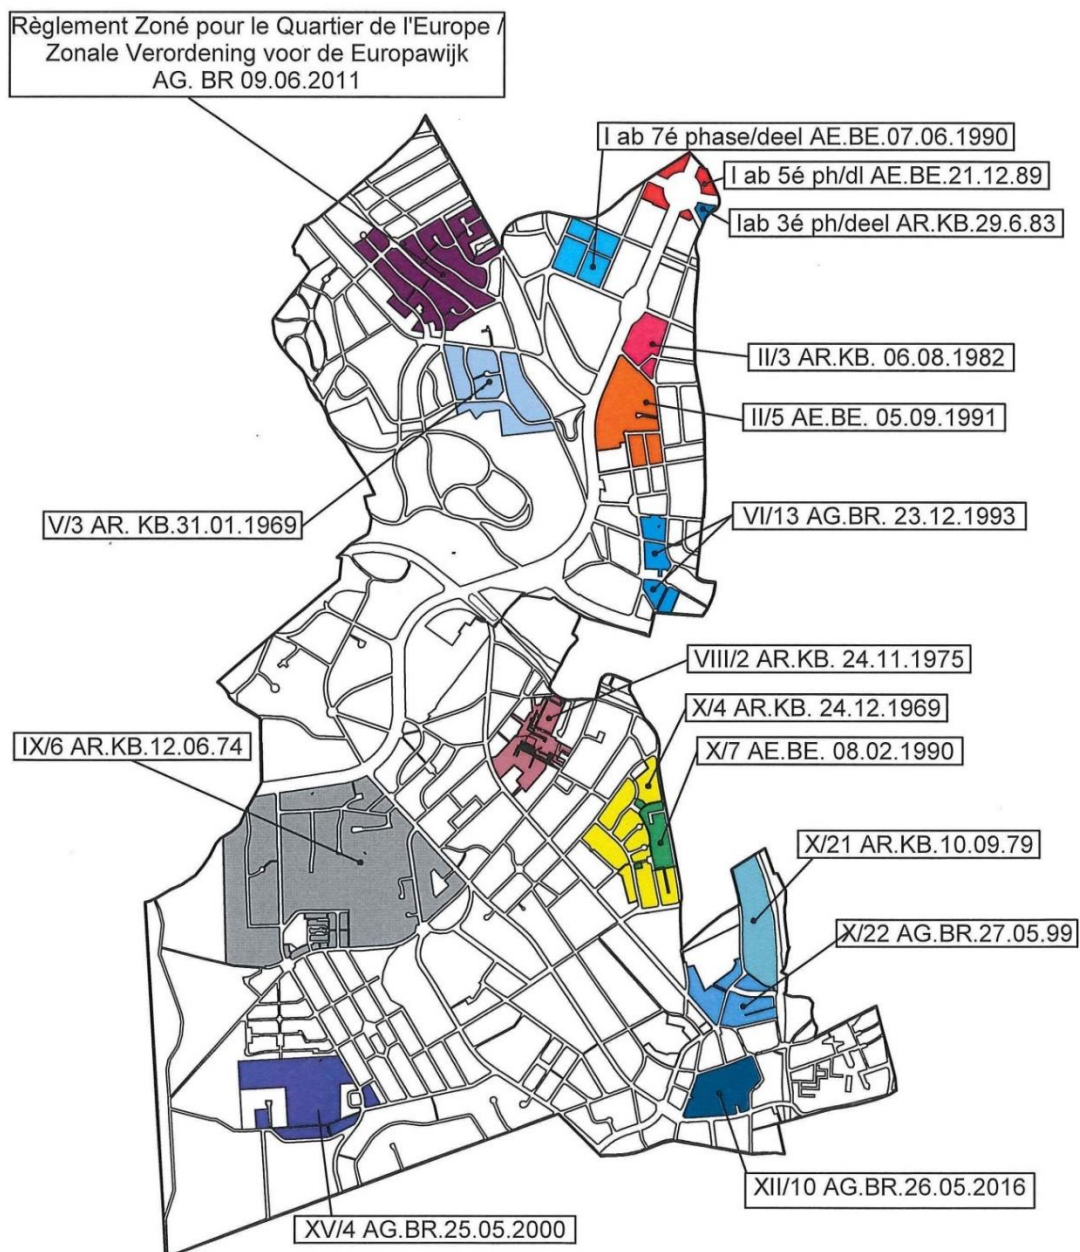 Règlement Zoné pour le Quartier de l'Europe /
Zonale Verordening voor de Europawijk
AG. BR 09.06.2011
I ab 7é phase/deel AE.BE.07.06.1990
I ab 5é ph/dl AE.BE.21.12.89
Iab 3é ph/deel AR.KB.29.6.83
II/3 AR.KB. 06.08.1982
II/5 AE.BE. 05.09.1991
V/3 AR. KB.31.01.1969
VI/13 AG.BR. 23.12.1993
VIII/2 AR.KB. 24.11.1975
X/4 AR.KB. 24.12.1969
IX/6 AR.KB.12.06.74
X/7 AE.BE. 08.02.1990
X/21 AR.KB.10.09.79
X/22 AG.BR.27.05.99
XII/10 AG.BR.26.05.2016
XV/4 AG.BR.25.05.2000